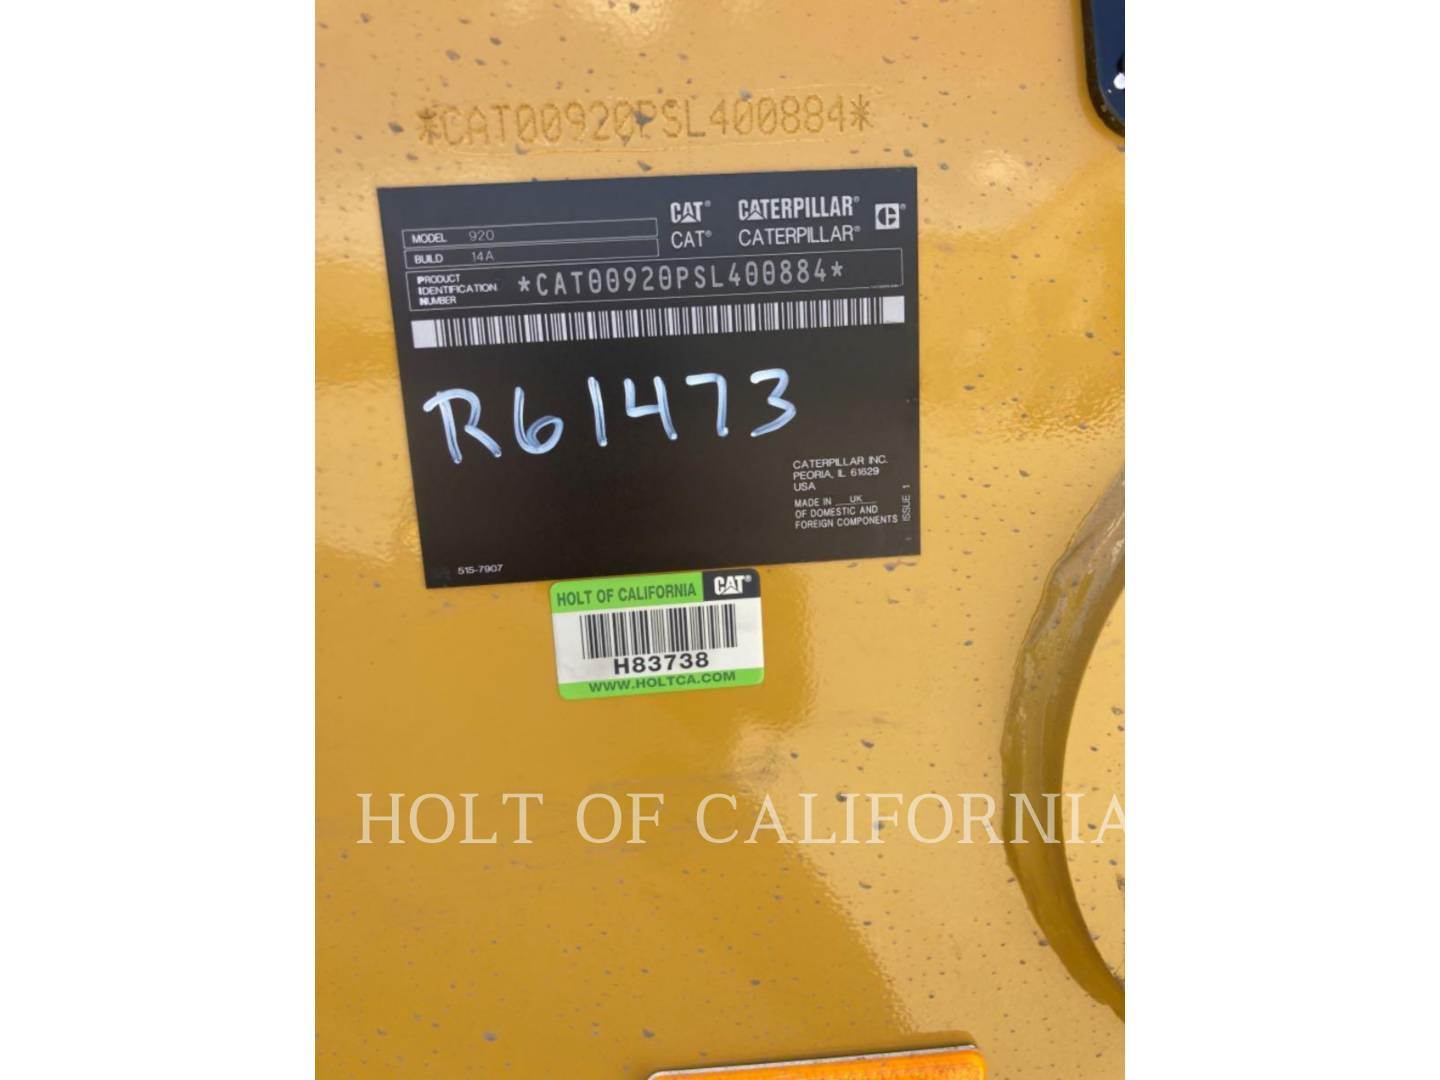 *CAT00920PSL400884*
CAT® CATERPILLAR®
CAT® CATERPILLAR®
MODEL 920
BUILD 14A
PRODUCT IDENTIFICATION NUMBER *CAT00920PSL400884*
R61473
CATERPILLAR INC.
PEORIA, IL 61629
USA
MADE IN UK
OF DOMESTIC AND
FOREIGN COMPONENTS
ISSUE 1
515-7907
HOLT OF CALIFORNIA CAT®
H83738
WWW.HOLTCA.COM
HOLT OF CALIFORNIA